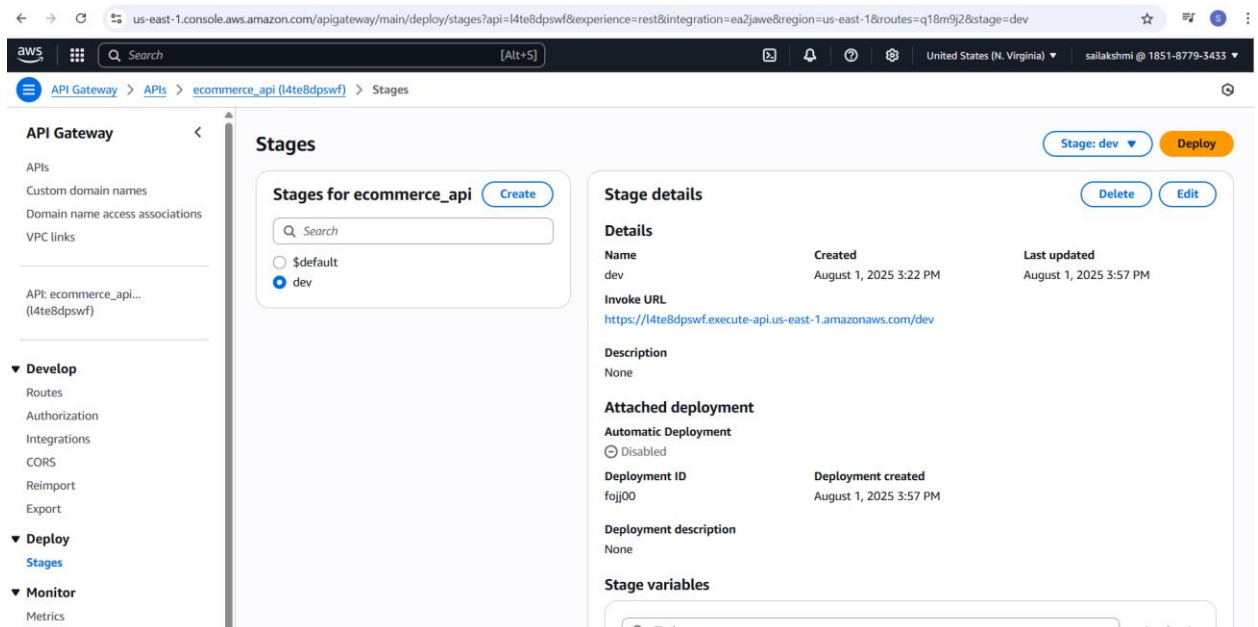 us-east-1.console.aws.amazon.com/apigateway/main/deploy/stages?api=l4te8dpswf&experience=rest&integration=ea2jawe&region=us-east-1&routes=q18m9j2&stage=dev
S
aws
Search
[Alt+S]
United States (N. Virginia)
sailakshmi @ 1851-8779-3433
API Gateway > APIs > ecommerce_api (l4te8dpswf) > Stages
API Gateway
APIs
Custom domain names
Domain name access associations
VPC links
API: ecommerce_api...
(l4te8dpswf)
Develop
Routes
Authorization
Integrations
CORS
Reimport
Export
Deploy
Stages
Monitor
Metrics
Stages
Stage: dev
Deploy
Stages for ecommerce_api
Create
Search
$default
dev
Stage details
Delete
Edit
Details
Name
Created
Last updated
dev
August 1, 2025 3:22 PM
August 1, 2025 3:57 PM
Invoke URL
https://l4te8dpswf.execute-api.us-east-1.amazonaws.com/dev
Description
None
Attached deployment
Automatic Deployment
Disabled
Deployment ID
Deployment created
fojj00
August 1, 2025 3:57 PM
Deployment description
None
Stage variables